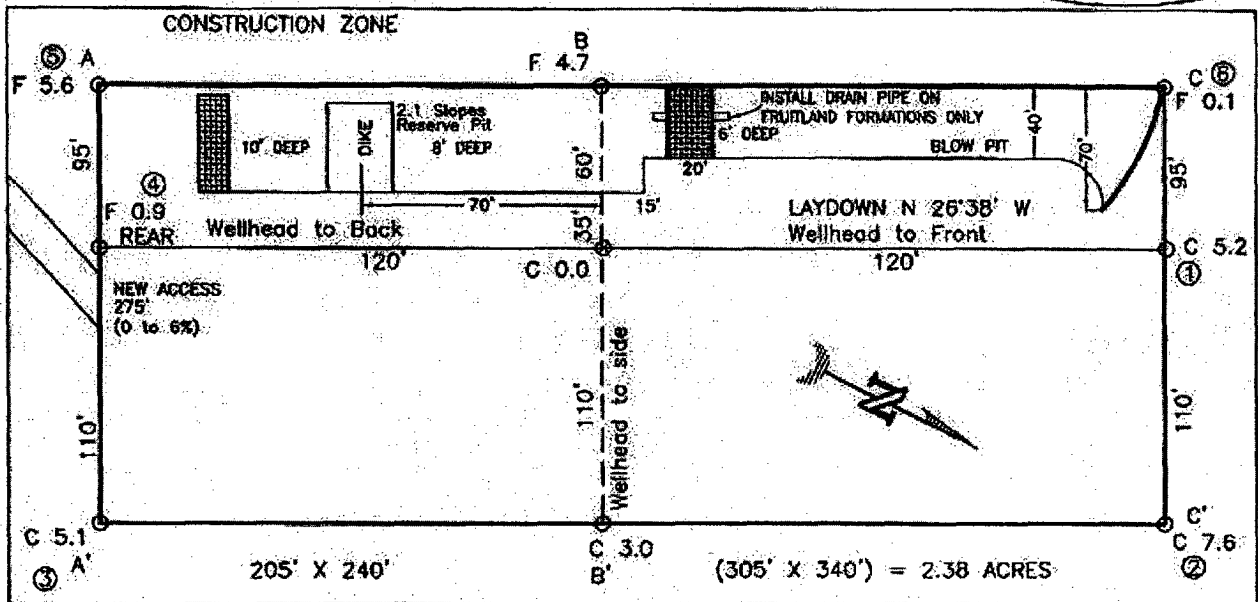 CONSTRUCTION ZONE
⑤ A
F 5.6
B
F 4.7
C ⑥
F 0.1
2:1 Slopes
Reserve Pit
8' DEEP
10' DEEP
DIKE
INSTALL DRAIN PIPE ON
FRUITLAND FORMATIONS ONLY
6' DEEP
BLOW PIT
40'
70'
20'
95'
60'
95'
④
F 0.9
REAR
70'
15'
Wellhead to Back
120'
35'
C 0.0
LAYDOWN N 26°38' W
Wellhead to Front
120'
C 5.2
①
NEW ACCESS
275'
(0 to 6%)
110'
110'
Wellhead to side
N
110'
C 5.1
③ A'
205' X 240'
C 3.0
B'
(305' X 340') = 2.38 ACRES
C'
C 7.6
②